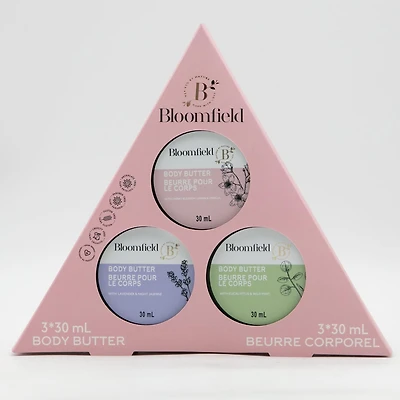 B
Bloomfield
Bloomfield B
BODY BUTTER
BEURRE POUR
LE CORPS
30 mL
Bloomfield B
BODY BUTTER
BEURRE POUR
LE CORPS
30 mL
Bloomfield B
BODY BUTTER
BEURRE POUR
LE CORPS
30 mL
3*30 mL
BODY BUTTER
3*30 mL
BEURRE CORPOREL